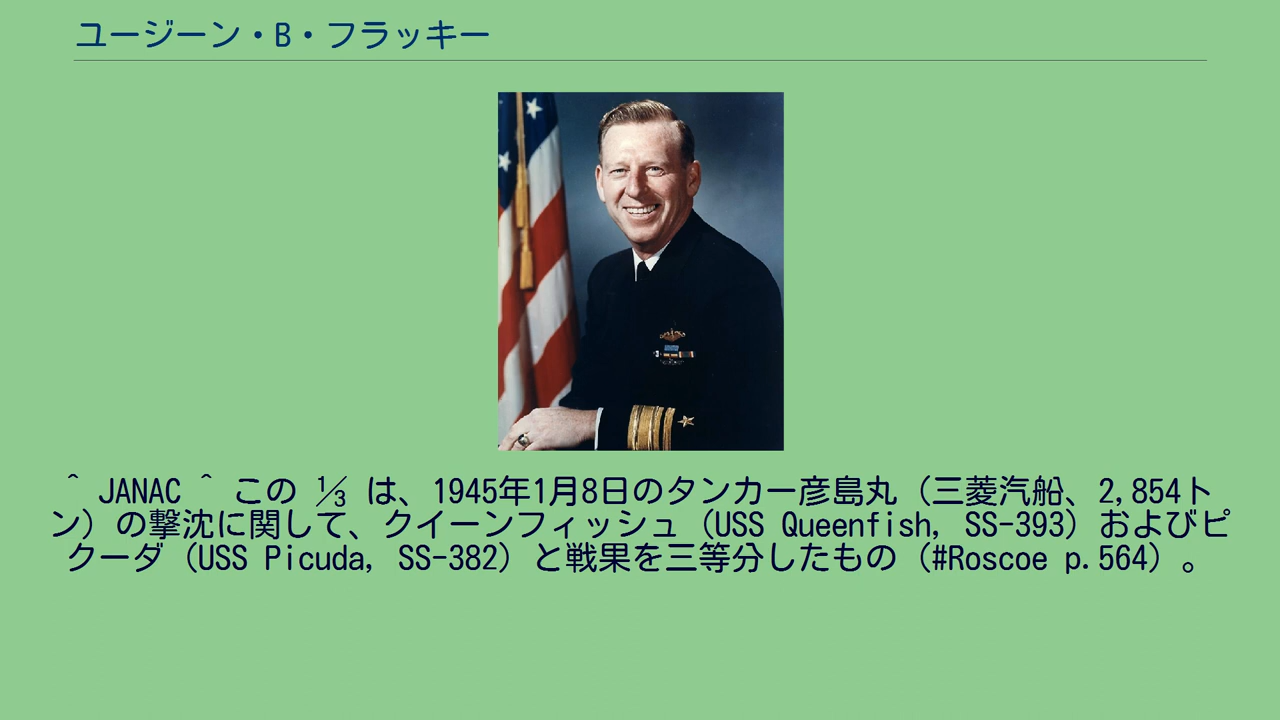 ユージーン・B・フラッキー
^ JANAC ^ この ⅓ は、1945年1月8日のタンカー彦島丸（三菱汽船、2,854ト
ン）の撃沈に関して、クイーンフィッシュ（USS Queenfish, SS-393）およびピ
クーダ（USS Picuda, SS-382）と戦果を三等分したもの（#Roscoe p.564）。